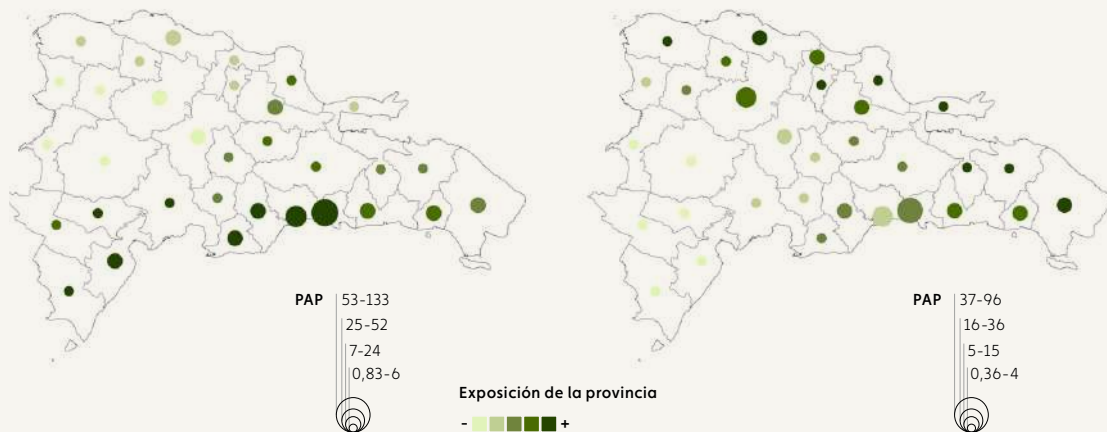 PAP 53-133
25-52
7-24
0,83-6
PAP 37-96
16-36
5-15
0,36-4
Exposición de la provincia
- +